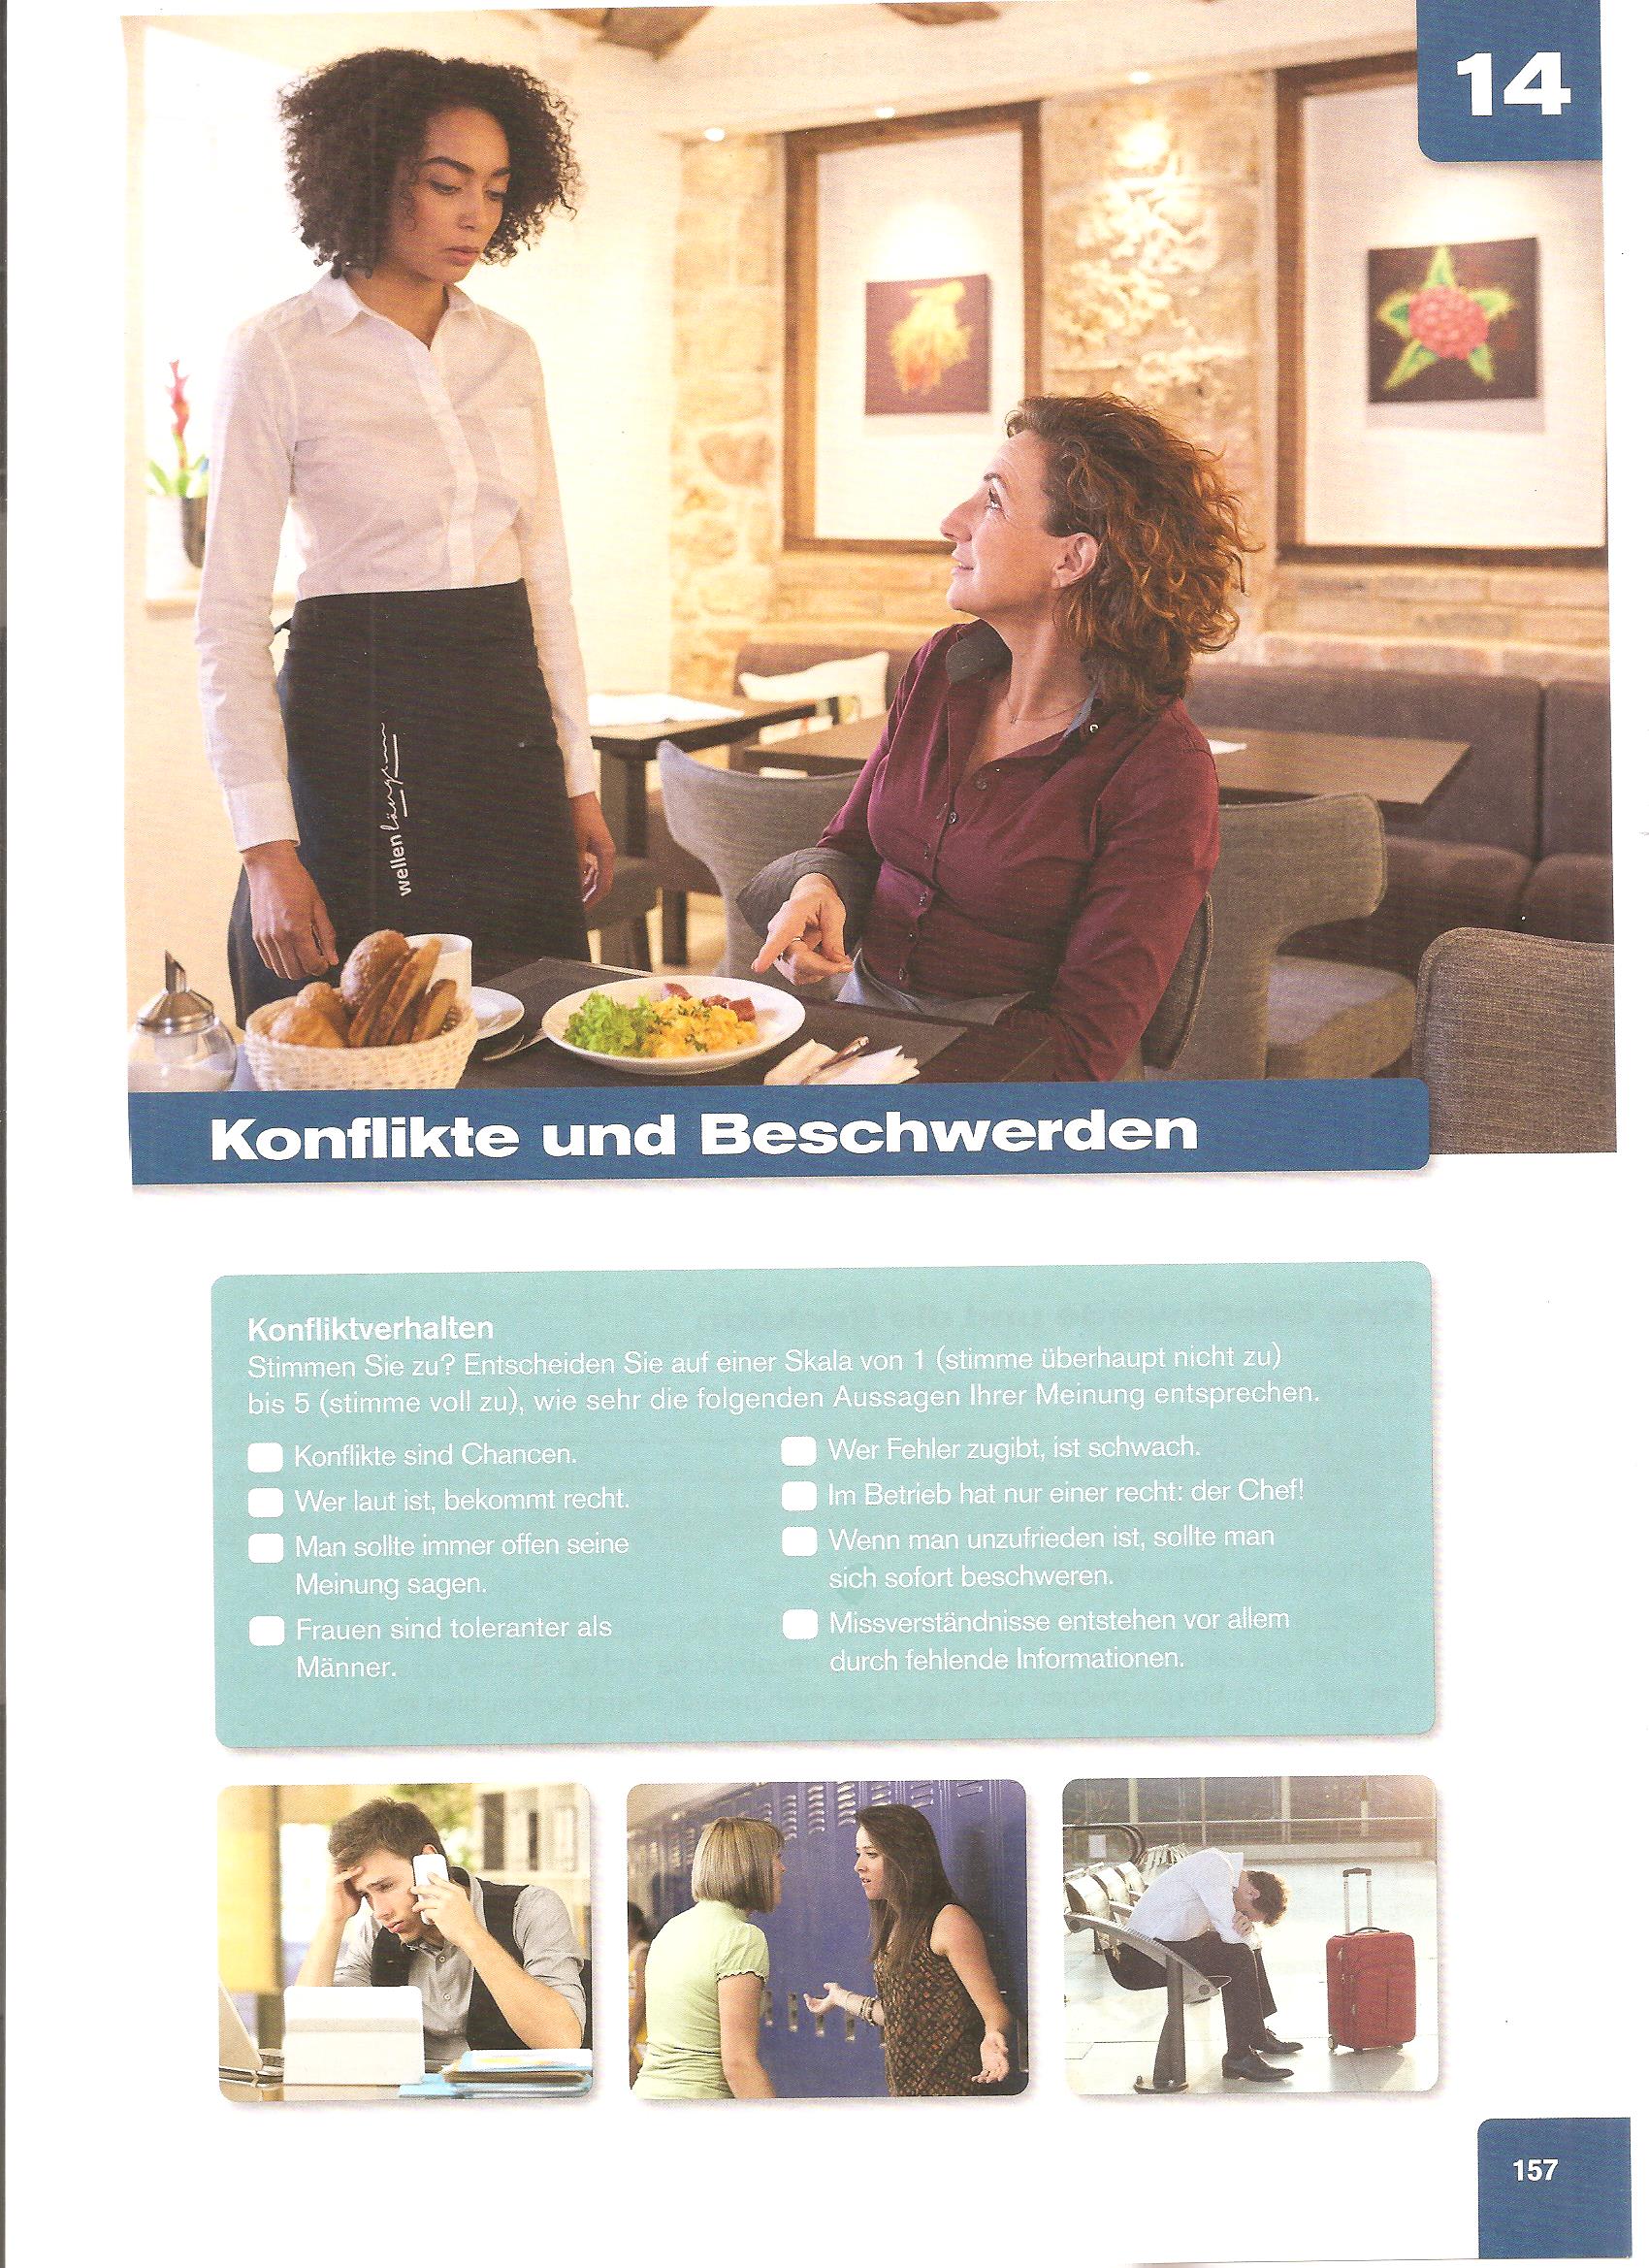 14
wellenlängen
Konflikte und Beschwerden
Konfliktverhalten
Stimmen Sie zu? Entscheiden Sie auf einer Skala von 1 (stimme überhaupt nicht zu)
bis 5 (stimme voll zu), wie sehr die folgenden Aussagen Ihrer Meinung entsprechen.
Konflikte sind Chancen.
Wer laut ist, bekommt recht.
Man sollte immer offen seine
Meinung sagen.
Frauen sind toleranter als
Männer.
Wer Fehler zugibt, ist schwach.
Im Betrieb hat nur einer recht: der Chef!
Wenn man unzufrieden ist, sollte man
sich sofort beschweren.
Missverständnisse entstehen vor allem
durch fehlende Informationen.
157